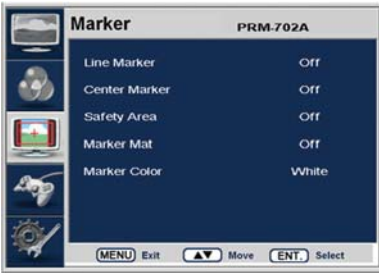 Marker PRM-702A
Line Marker Off
Center Marker Off
Safety Area Off
Marker Mat Off
Marker Color White
MENU Exit ▲▼ Move ENT. Select